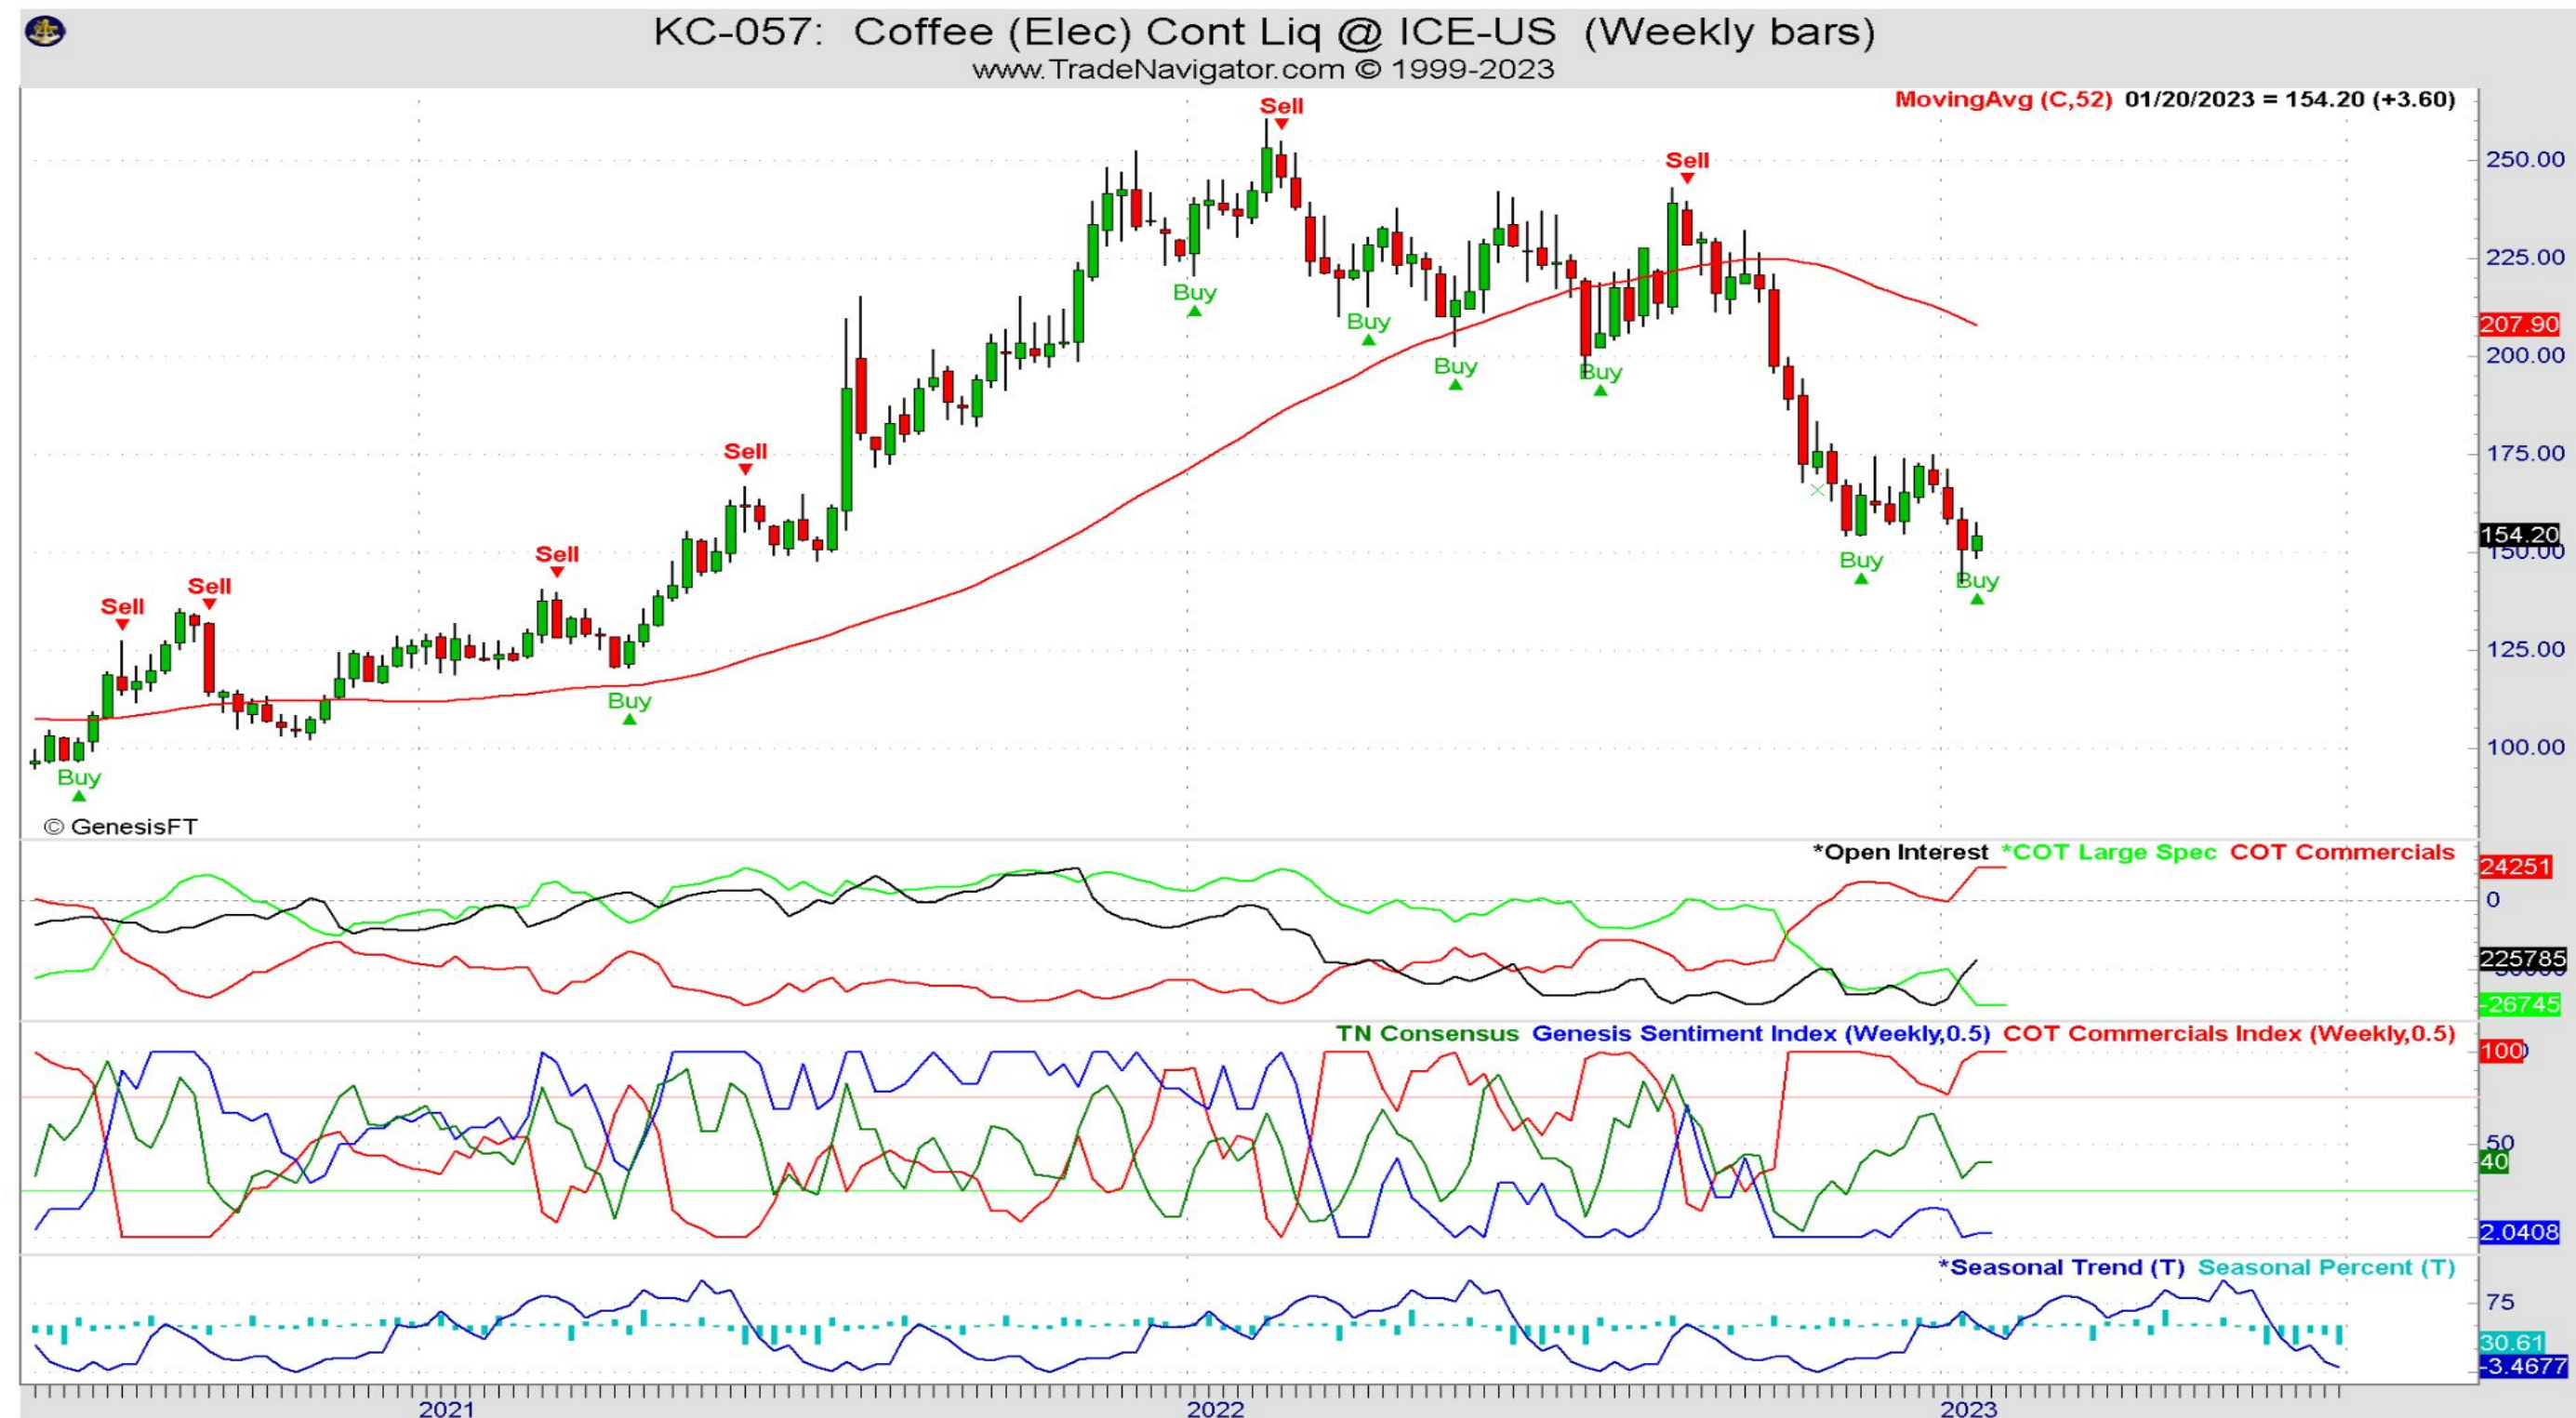 KC-057: Coffee (Elec) Cont Liq @ ICE-US (Weekly bars)
www.TradeNavigator.com © 1999-2023
MovingAvg (C,52) 01/20/2023 = 154.20 (+3.60)
Sell
Sell
250.00
225.00
Buy
Buy
207.90
Buy
200.00
Buy
Sell
175.00
154.20
150.00
Sell
Buy
Buy
Sell
Sell
125.00
Buy
100.00
Buy
© GenesisFT
*Open Interest *COT Large Spec COT Commercials
24251
0
225785
-26745
TN Consensus Genesis Sentiment Index (Weekly,0.5) COT Commercials Index (Weekly,0.5)
100
50
40
2.0408
*Seasonal Trend (T) Seasonal Percent (T)
75
30.61
-3.4677
2021 2022 2023